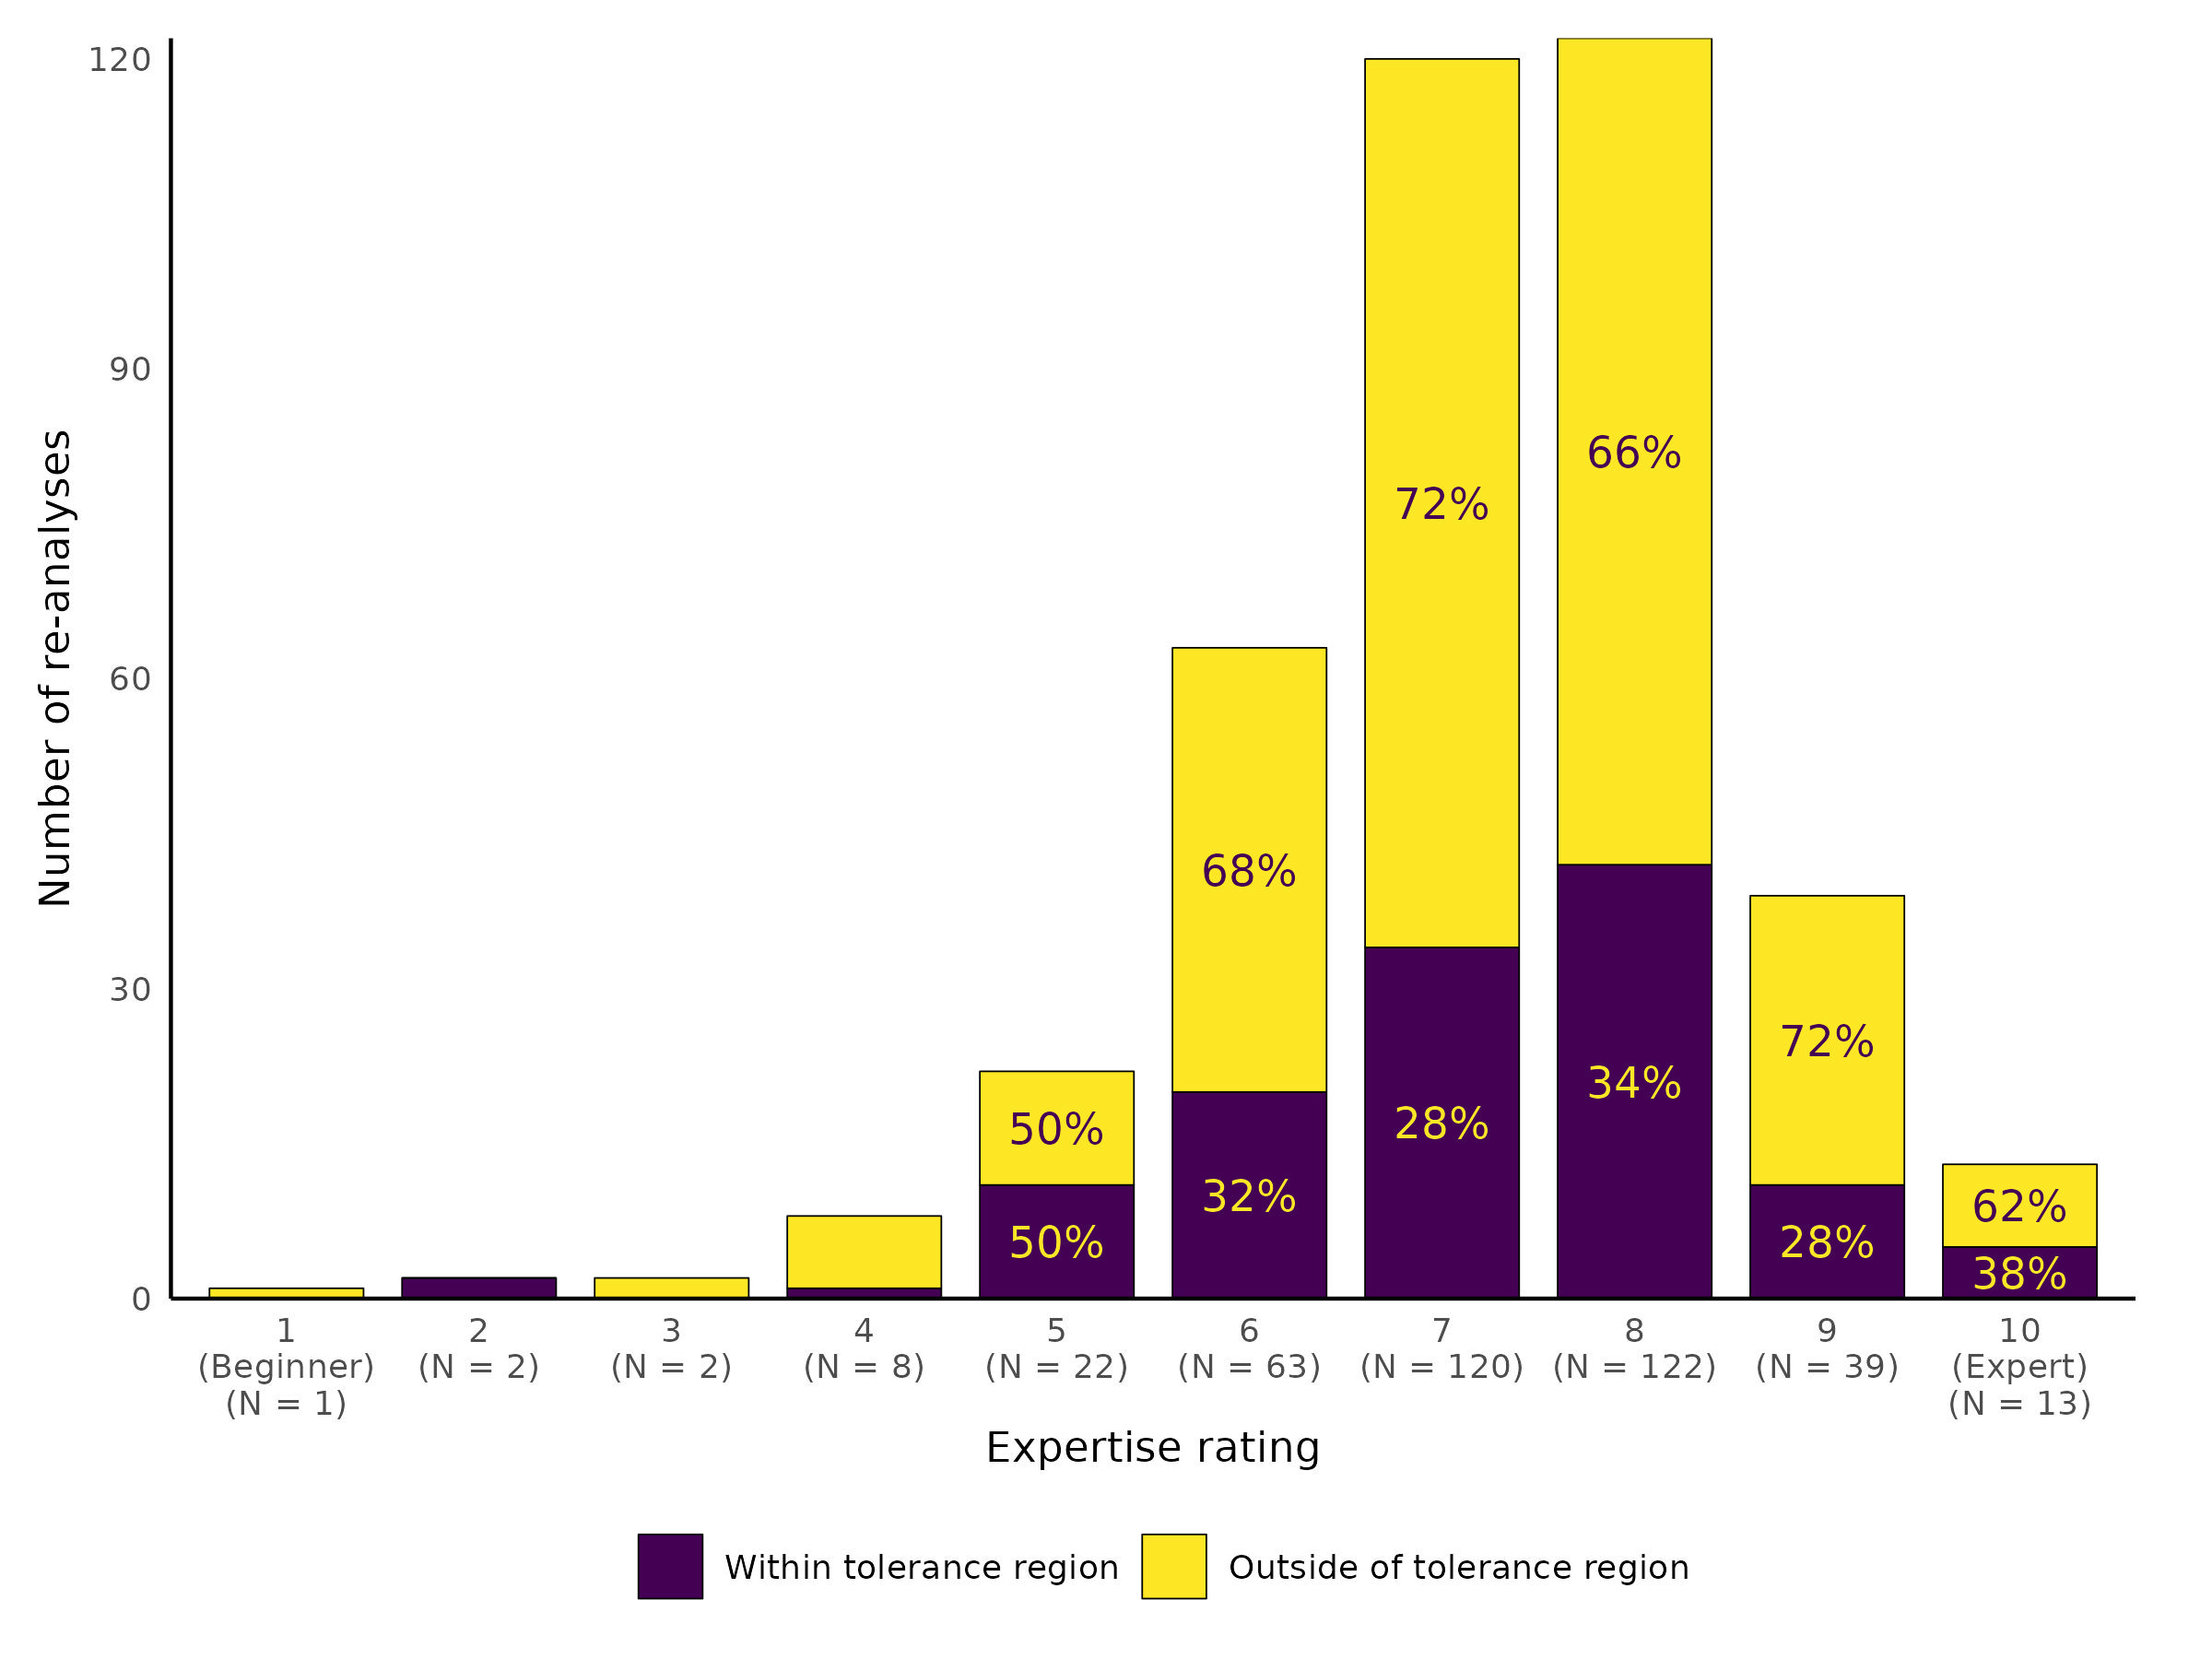 Number of re-analyses
120
90
60
30
0
66%
72%
68%
72%
34%
50%
28%
32%
62%
50%
28%
38%
1
(Beginner)
(N = 1)
2
(N = 2)
3
(N = 2)
4
(N = 8)
5
(N = 22)
6
(N = 63)
7
(N = 120)
8
(N = 122)
9
(N = 39)
10
(Expert)
(N = 13)
Expertise rating
Within tolerance region
Outside of tolerance region